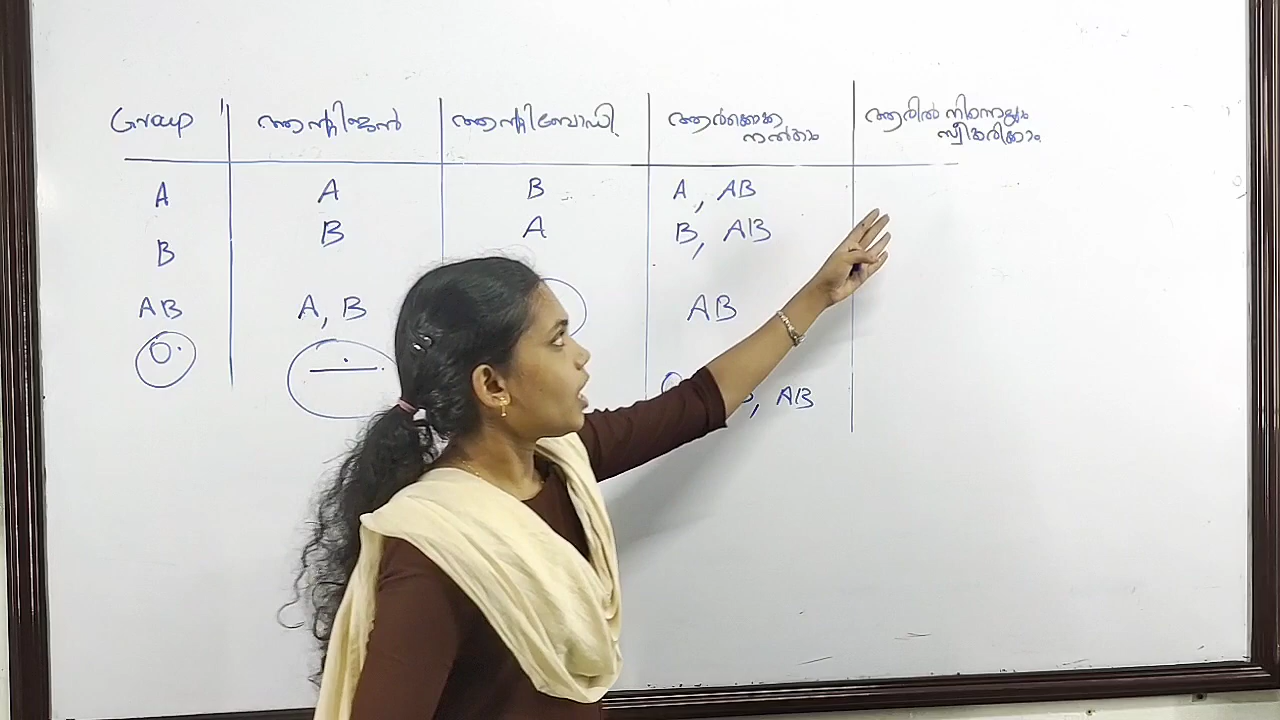 Group ആന്റിജൻ ആന്റിബോഡി ആർക്കൊക്കെ ആരിൽ നിന്നെല്ലാം
നൽകാം സ്വീകരിക്കാം
A A B A, AB
B B A B, AB
AB A, B AB
O —
, AB